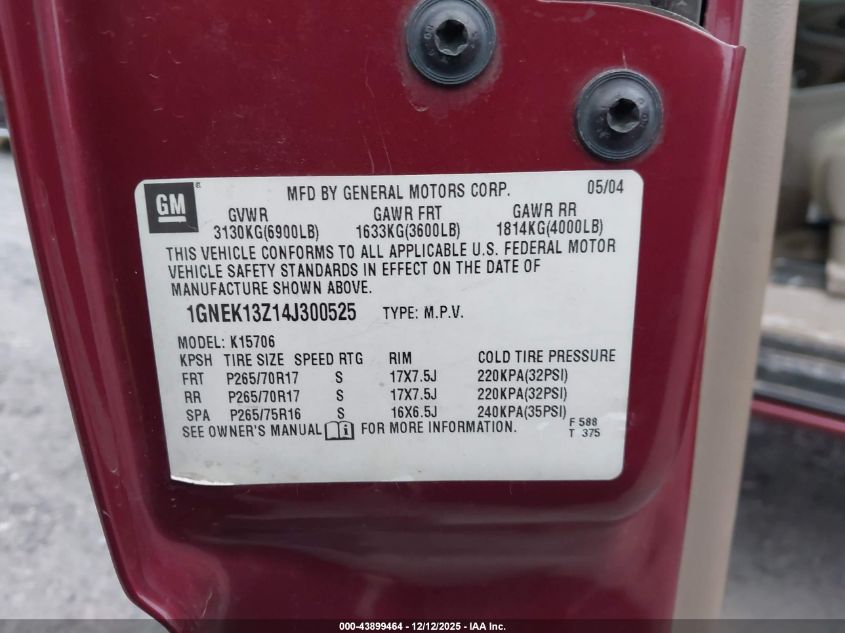 GM ® MFD BY GENERAL MOTORS CORP. 05/04
GVWR GAWR FRT GAWR RR
3130KG(6900LB) 1633KG(3600LB) 1814KG(4000LB)
THIS VEHICLE CONFORMS TO ALL APPLICABLE U.S. FEDERAL MOTOR
VEHICLE SAFETY STANDARDS IN EFFECT ON THE DATE OF
MANUFACTURE SHOWN ABOVE.
1GNEK13Z14J300525 TYPE: M.P.V.
MODEL: K15706
KPSH TIRE SIZE SPEED RTG RIM COLD TIRE PRESSURE
FRT P265/70R17 S 17X7.5J 220KPA(32PSI)
RR P265/70R17 S 17X7.5J 220KPA(32PSI)
SPA P265/75R16 S 16X6.5J 240KPA(35PSI)
SEE OWNER'S MANUAL i FOR MORE INFORMATION.
F 588
T 375
000-43899464 - 12/12/2025 - IAA Inc.